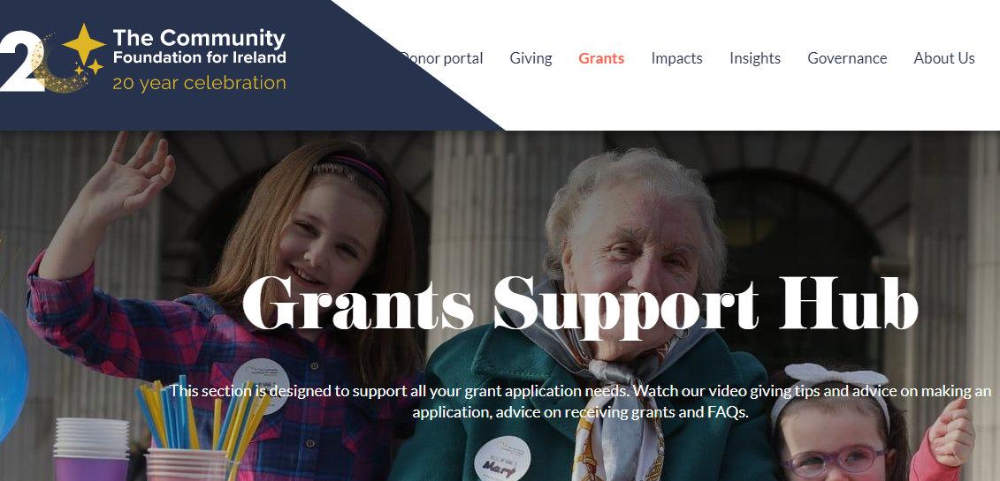 20
The Community
Foundation for Ireland
20 year celebration
Donor portal Giving Grants Impacts Insights Governance About Us
Grants Support Hub
This section is designed to support all your grant application needs. Watch our video giving tips and advice on making an
application, advice on receiving grants and FAQs.
The Community
Mary